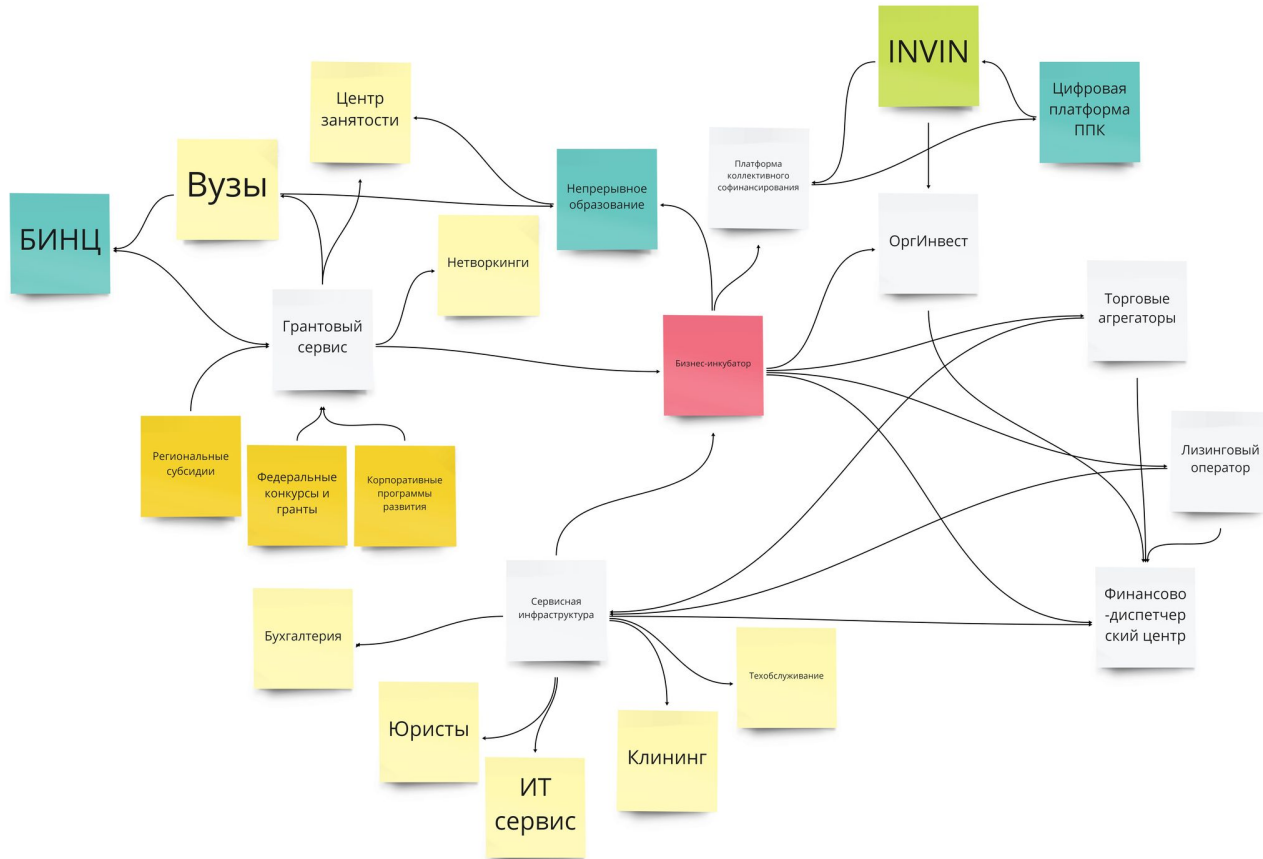 INVIN
Центр
занятости
Цифровая
платформа
ППК
Платформа
коллективного
софинансирования
Вузы
Непрерывное
образование
БИНЦ
ОргИнвест
Нетворкинги
Торговые
агрегаторы
Грантовый
сервис
Бизнес-инкубатор
Региональные
субсидии
Федеральные
конкурсы и
гранты
Корпоративные
программы
развития
Лизинговый
оператор
Сервисная
инфраструктура
Финансово
-диспетчер
ский центр
Бухгалтерия
Техобслуживание
Юристы
Клининг
ИТ
сервис